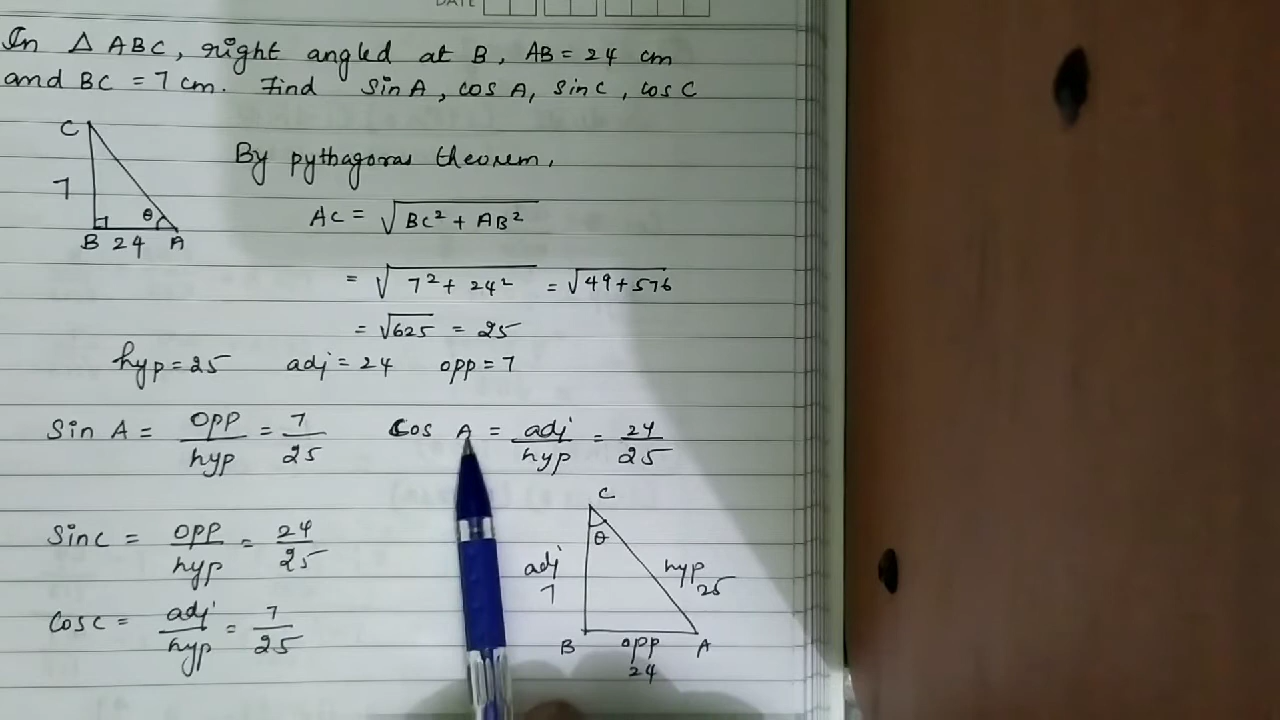 DATE
In △ ABC, right angled at B, AB = 24 cm
and BC = 7 cm. Find sin A, cos A, sin C, cos C
C
7
θ
B 24 A
By pythagoras theorem,
AC = √BC² + AB²
= √7² + 24² = √49+576
= √625 = 25
hyp = 25 adj = 24 opp = 7
Sin A = opp/hyp = 7/25 Cos A = adj/hyp = 24/25
Sin C = opp/hyp = 24/25
Cos C = adj/hyp = 7/25
C
θ
adj
7
hyp
25
B opp A
24